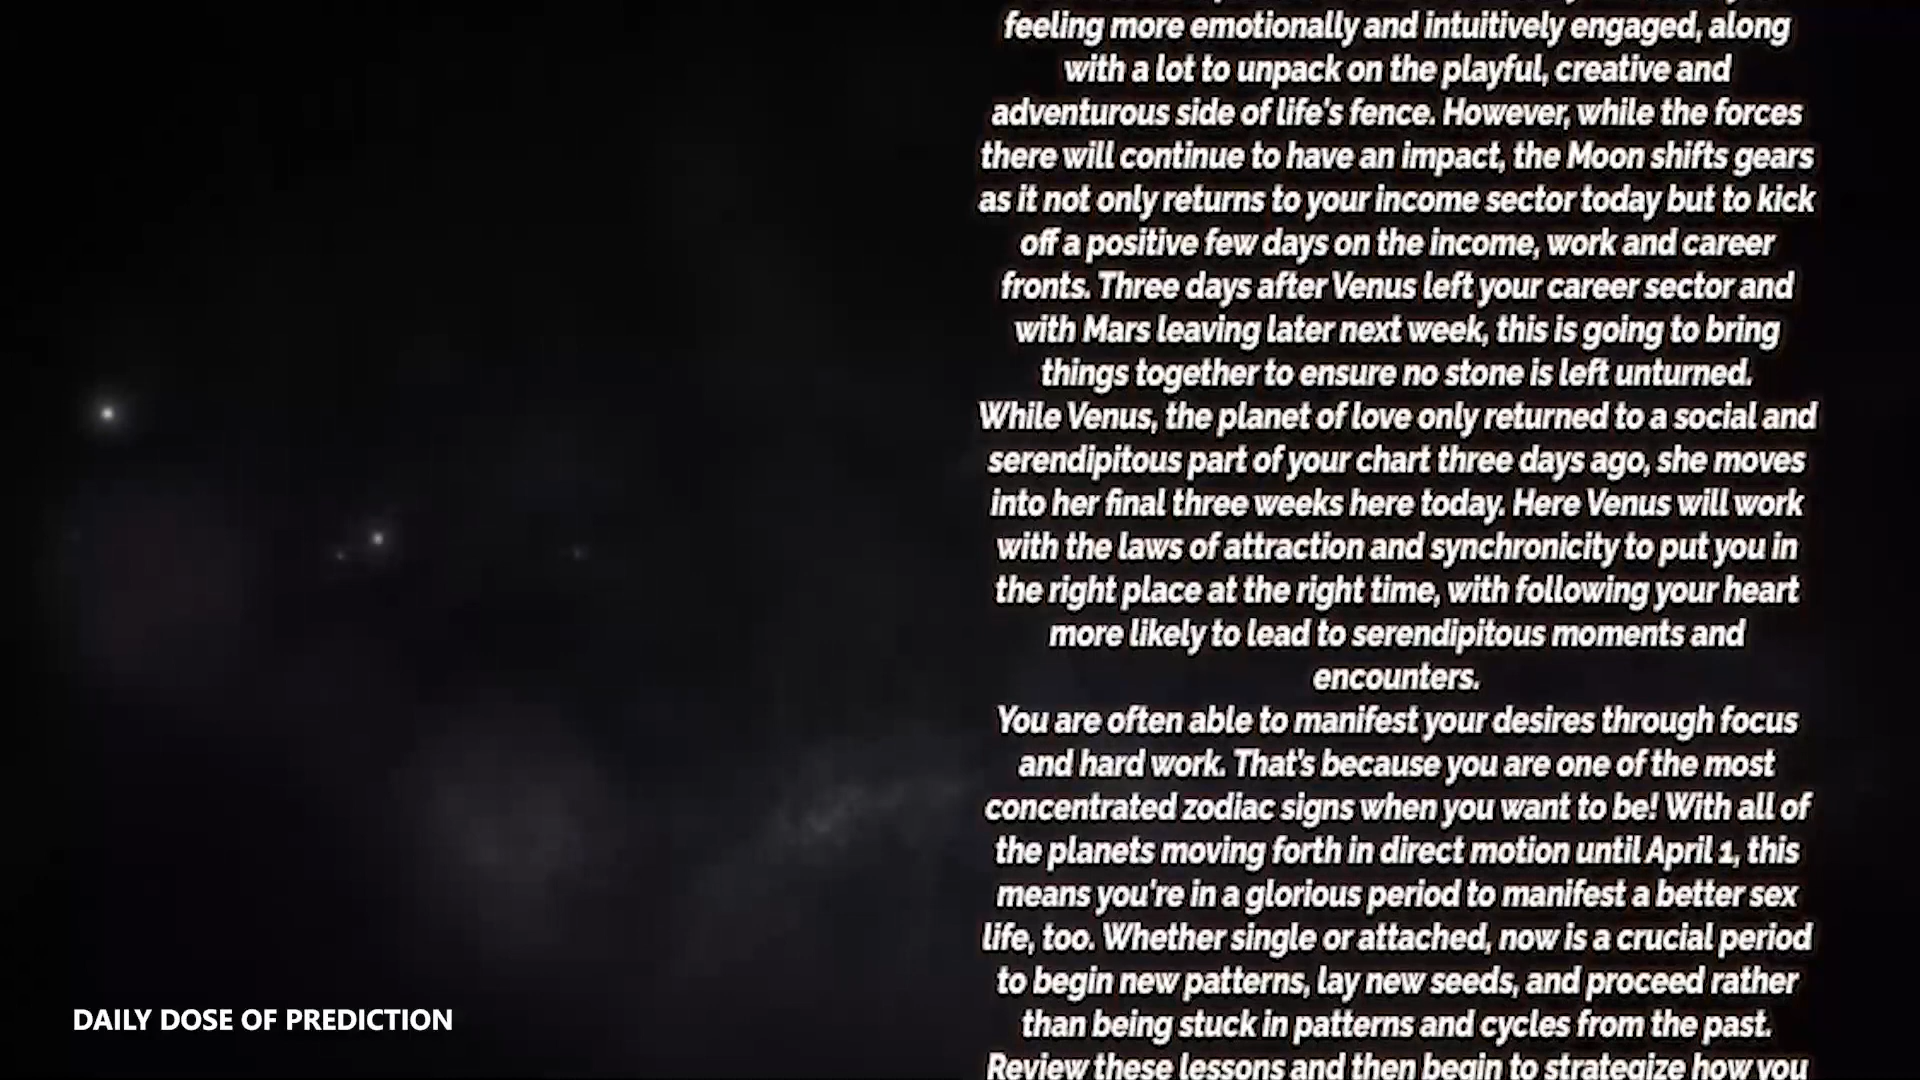 feeling more emotionally and intuitively engaged, along
with a lot to unpack on the playful, creative and
adventurous side of life's fence. However, while the forces
there will continue to have an impact, the Moon shifts gears
as it not only returns to your income sector today but to kick
off a positive few days on the income, work and career
fronts. Three days after Venus left your career sector and
with Mars leaving later next week, this is going to bring
things together to ensure no stone is left unturned.
While Venus, the planet of love only returned to a social and
serendipitous part of your chart three days ago, she moves
into her final three weeks here today. Here Venus will work
with the laws of attraction and synchronicity to put you in
the right place at the right time, with following your heart
more likely to lead to serendipitous moments and
encounters.
You are often able to manifest your desires through focus
and hard work. That's because you are one of the most
concentrated zodiac signs when you want to be! With all of
the planets moving forth in direct motion until April 1, this
means you're in a glorious period to manifest a better sex
life, too. Whether single or attached, now is a crucial period
to begin new patterns, lay new seeds, and proceed rather
than being stuck in patterns and cycles from the past.
Review these lessons and then begin to strategize how you
DAILY DOSE OF PREDICTION